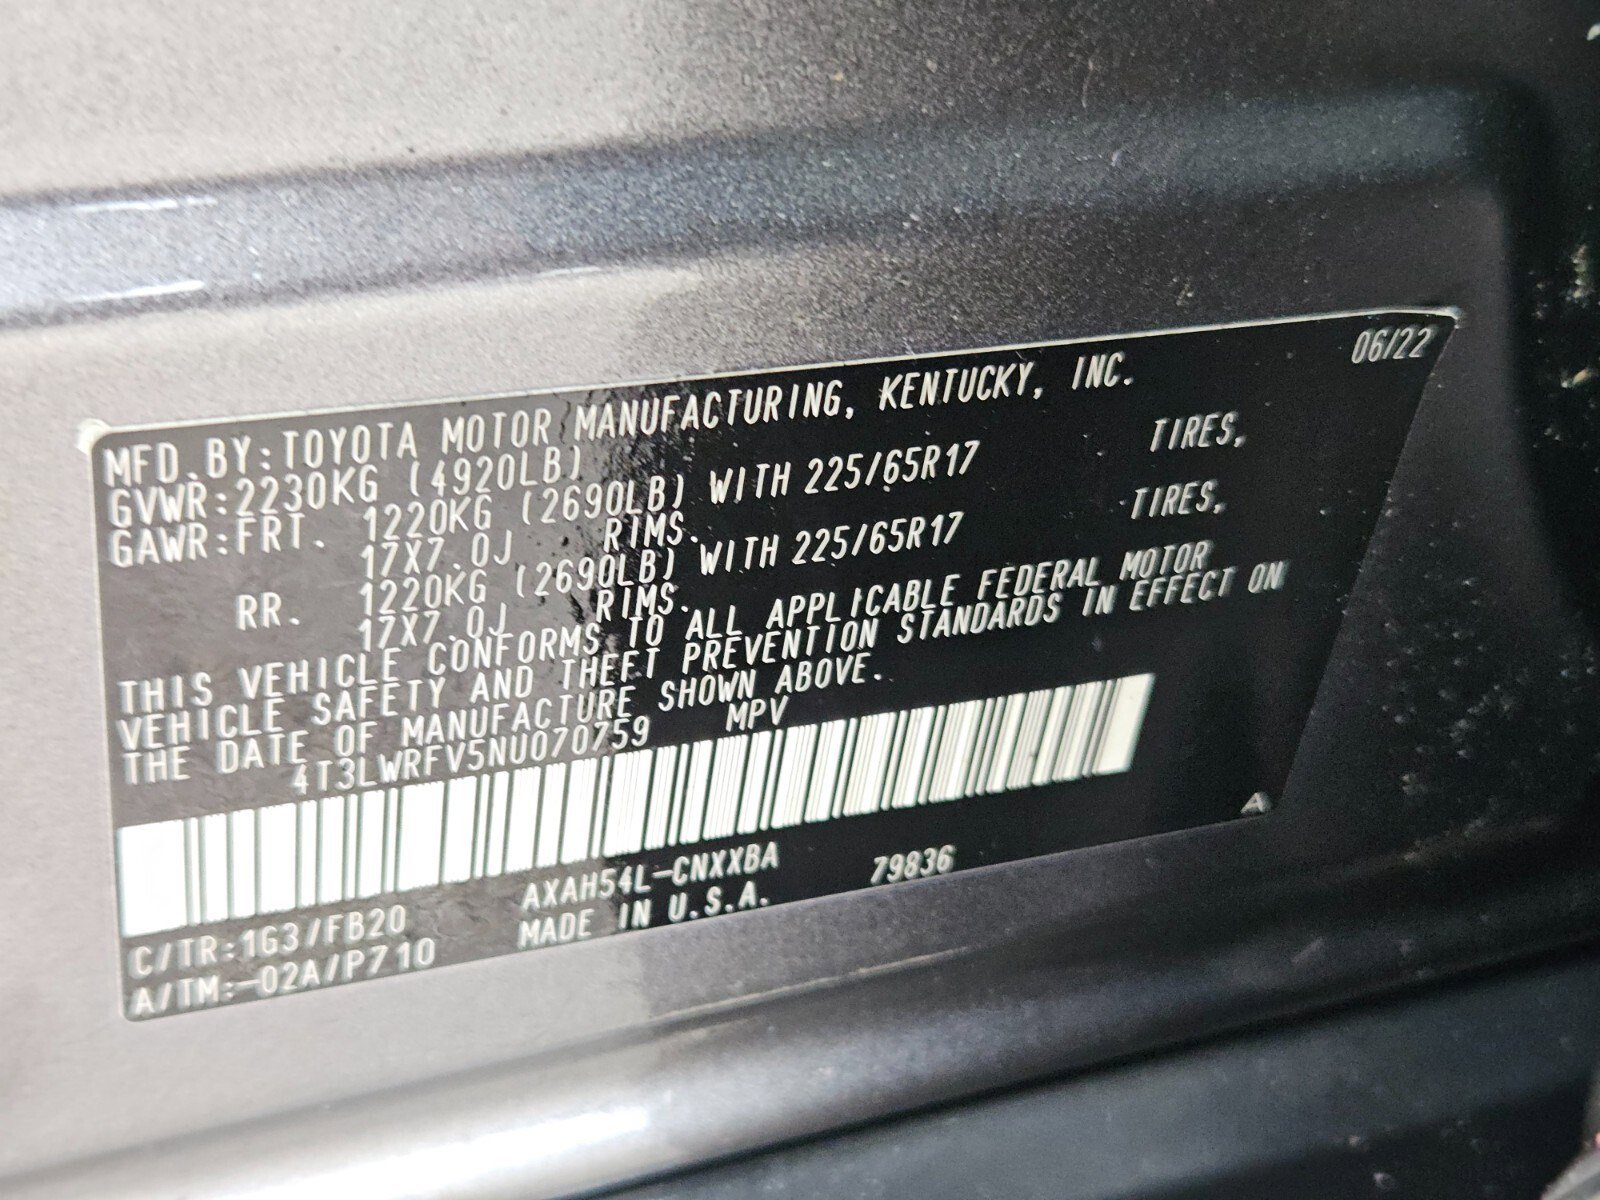 06/22
MFD.BY:TOYOTA MOTOR MANUFACTURING, KENTUCKY, INC.
GVWR:2230KG (4920LB)
GAWR:FRT. 1220KG (2690LB) WITH 225/65R17 TIRES,
17X7.0J RIMS.
RR. 1220KG (2690LB) WITH 225/65R17 TIRES,
17X7.0J RIMS.
THIS VEHICLE CONFORMS TO ALL APPLICABLE FEDERAL MOTOR
VEHICLE SAFETY AND THEFT PREVENTION STANDARDS IN EFFECT ON
THE DATE OF MANUFACTURE SHOWN ABOVE.
4T3LWRFV5NU070759 MPV
A
AXAH54L-CNXXBA 79836
C/TR:1G3/FB20 MADE IN U.S.A.
A/TM:-02A/P710